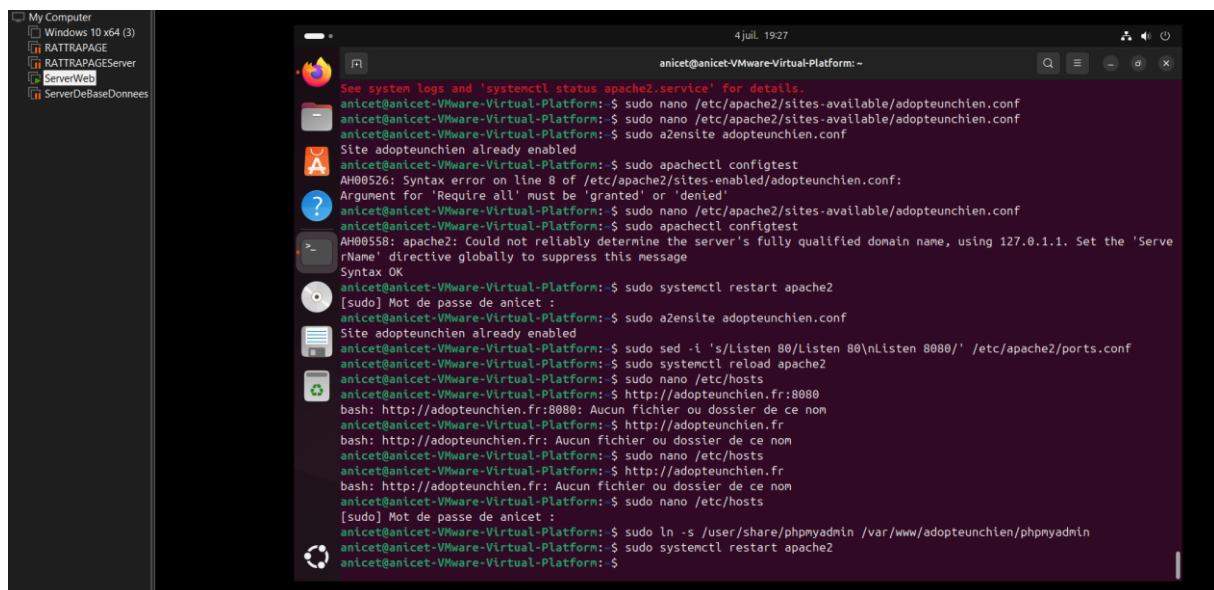 My Computer
Windows 10 x64 (3)
RATTRAPAGE
RATTRAPAGEServer
ServerWeb
ServerDeBaseDonnees
4 juil. 19:27
anicet@anicet-VMware-Virtual-Platform: ~
See system logs and 'systemctl status apache2.service' for details.
anicet@anicet-VMware-Virtual-Platform:~$ sudo nano /etc/apache2/sites-available/adopteunchien.conf
anicet@anicet-VMware-Virtual-Platform:~$ sudo nano /etc/apache2/sites-available/adopteunchien.conf
anicet@anicet-VMware-Virtual-Platform:~$ sudo a2ensite adopteunchien.conf
Site adopteunchien already enabled
anicet@anicet-VMware-Virtual-Platform:~$ sudo apachectl configtest
AH00526: Syntax error on line 8 of /etc/apache2/sites-enabled/adopteunchien.conf:
Argument for 'Require all' must be 'granted' or 'denied'
anicet@anicet-VMware-Virtual-Platform:~$ sudo nano /etc/apache2/sites-available/adopteunchien.conf
anicet@anicet-VMware-Virtual-Platform:~$ sudo apachectl configtest
AH00558: apache2: Could not reliably determine the server's fully qualified domain name, using 127.0.1.1. Set the 'Serve
rName' directive globally to suppress this message
Syntax OK
anicet@anicet-VMware-Virtual-Platform:~$ sudo systemctl restart apache2
[sudo] Mot de passe de anicet :
anicet@anicet-VMware-Virtual-Platform:~$ sudo a2ensite adopteunchien.conf
Site adopteunchien already enabled
anicet@anicet-VMware-Virtual-Platform:~$ sudo sed -i 's/Listen 80/Listen 80\nListen 8080/' /etc/apache2/ports.conf
anicet@anicet-VMware-Virtual-Platform:~$ sudo systemctl reload apache2
anicet@anicet-VMware-Virtual-Platform:~$ sudo nano /etc/hosts
anicet@anicet-VMware-Virtual-Platform:~$ http://adopteunchien.fr:8080
bash: http://adopteunchien.fr:8080: Aucun fichier ou dossier de ce nom
anicet@anicet-VMware-Virtual-Platform:~$ http://adopteunchien.fr
bash: http://adopteunchien.fr: Aucun fichier ou dossier de ce nom
anicet@anicet-VMware-Virtual-Platform:~$ sudo nano /etc/hosts
anicet@anicet-VMware-Virtual-Platform:~$ http://adopteunchien.fr
bash: http://adopteunchien.fr: Aucun fichier ou dossier de ce nom
anicet@anicet-VMware-Virtual-Platform:~$ sudo nano /etc/hosts
[sudo] Mot de passe de anicet :
anicet@anicet-VMware-Virtual-Platform:~$ sudo ln -s /user/share/phpmyadmin /var/www/adopteunchien/phpmyadmin
anicet@anicet-VMware-Virtual-Platform:~$ sudo systemctl restart apache2
anicet@anicet-VMware-Virtual-Platform:~$